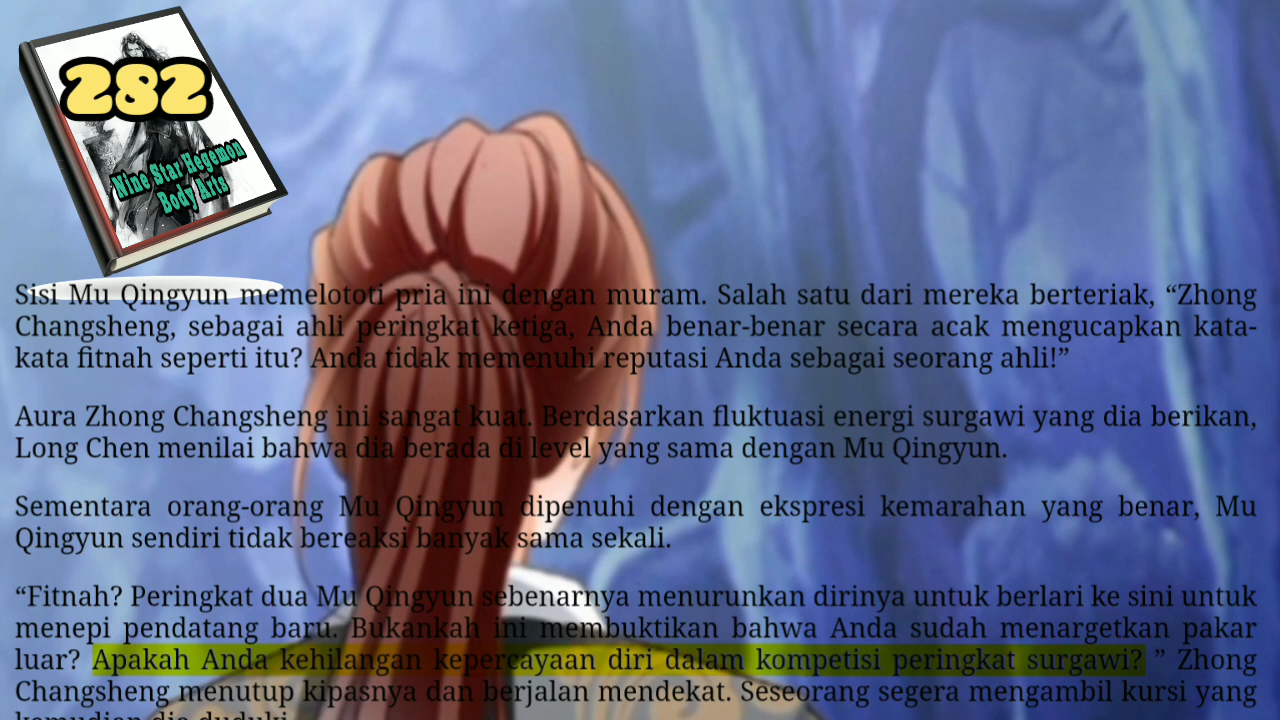 282
Nine Star Hegemon
Body Arts
Sisi Mu Qingyun memelototi pria ini dengan muram. Salah satu dari mereka berteriak, “Zhong
Changsheng, sebagai ahli peringkat ketiga, Anda benar-benar secara acak mengucapkan kata-
kata fitnah seperti itu? Anda tidak memenuhi reputasi Anda sebagai seorang ahli!”
Aura Zhong Changsheng ini sangat kuat. Berdasarkan fluktuasi energi surgawi yang dia berikan,
Long Chen menilai bahwa dia berada di level yang sama dengan Mu Qingyun.
Sementara orang-orang Mu Qingyun dipenuhi dengan ekspresi kemarahan yang benar, Mu
Qingyun sendiri tidak bereaksi banyak sama sekali.
“Fitnah? Peringkat dua Mu Qingyun sebenarnya menurunkan dirinya untuk berlari ke sini untuk
menepi pendatang baru. Bukankah ini membuktikan bahwa Anda sudah menargetkan pakar
luar? Apakah Anda kehilangan kepercayaan diri dalam kompetisi peringkat surgawi? ” Zhong
Changsheng menutup kipasnya dan berjalan mendekat. Seseorang segera mengambil kursi yang
kemudian dia duduki.